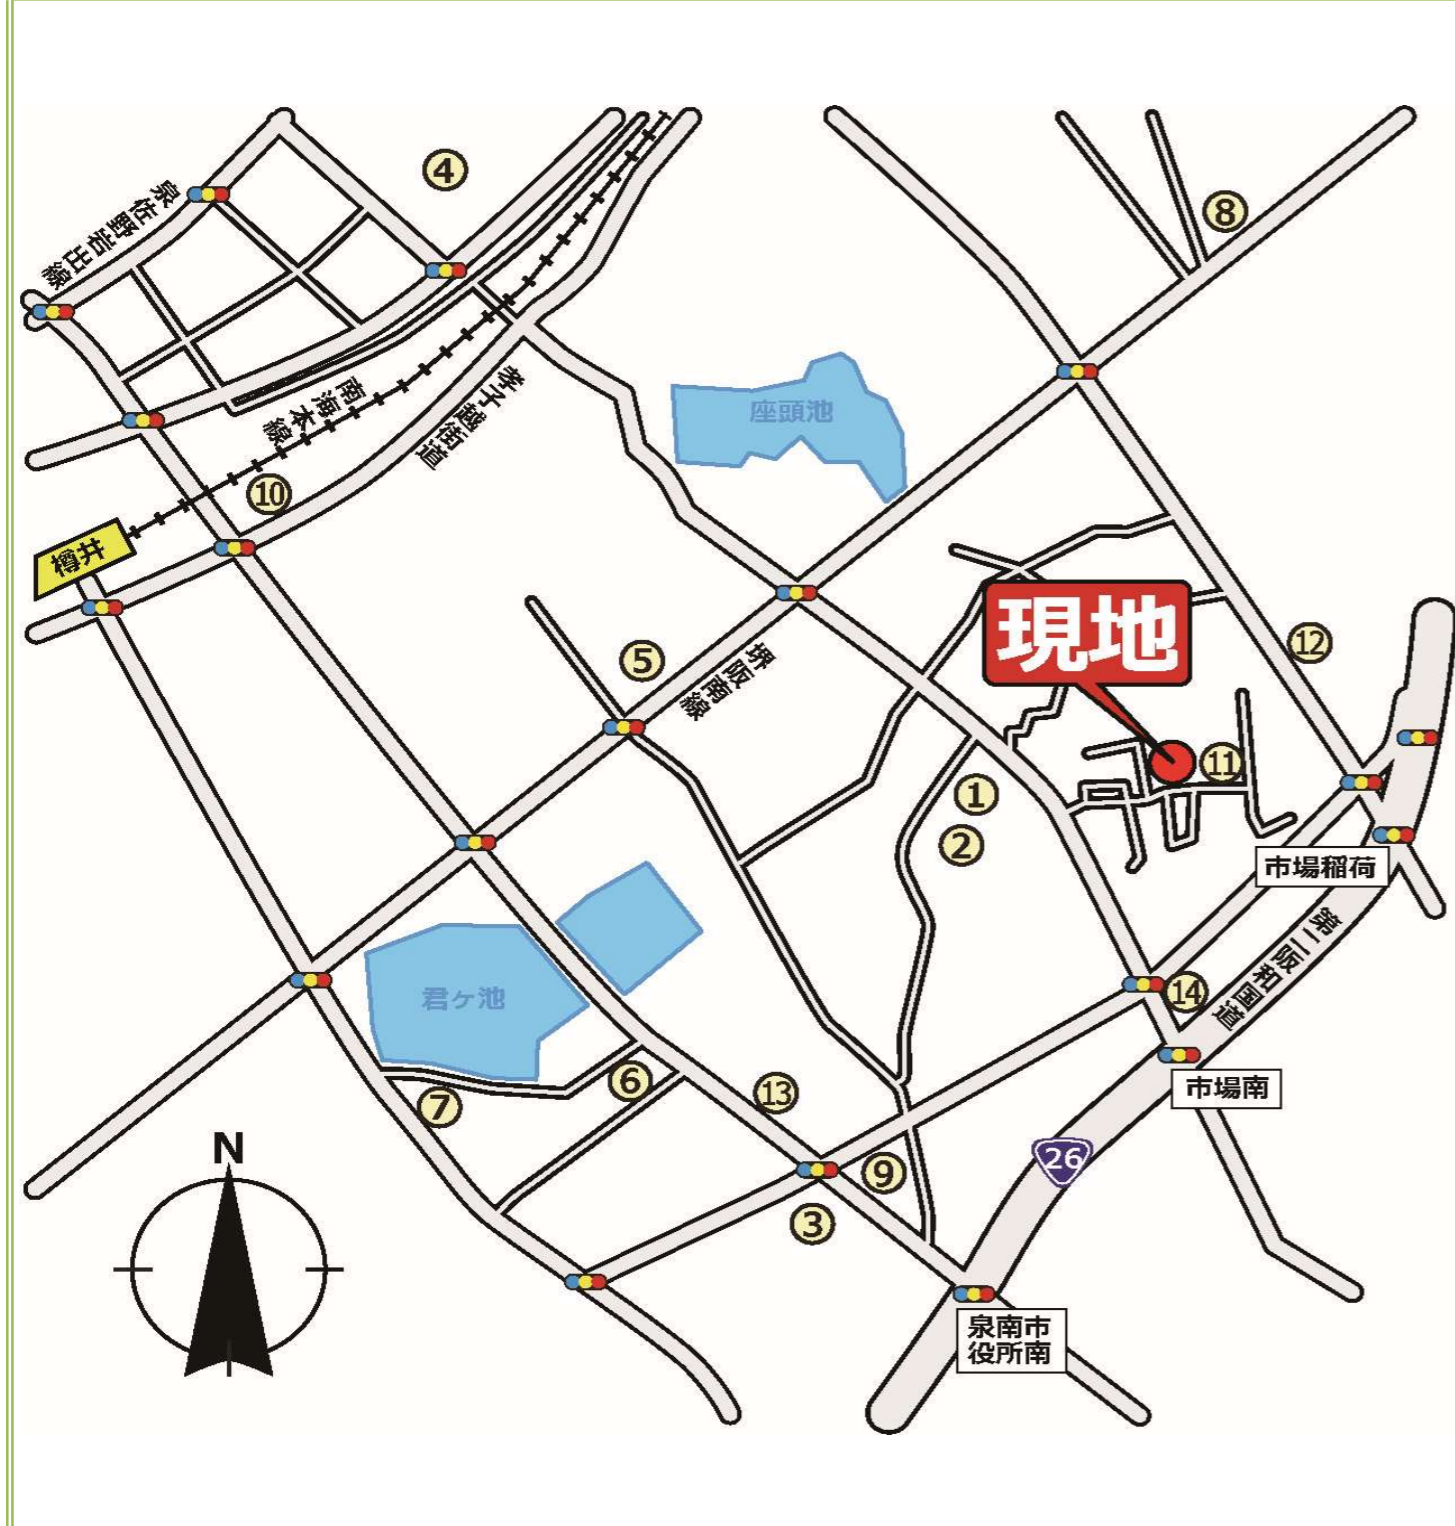 ④
⑧
泉佐野岩出線
南海本線
孝子越街道
座頭池
⑩
樽井
現地
⑤
堺阪南線
⑫
⑪
①
②
市場稲荷
第二阪和国道
君ヶ池
⑭
市場南
⑥
⑦
⑬
N
26
⑨
③
泉南市
役所南